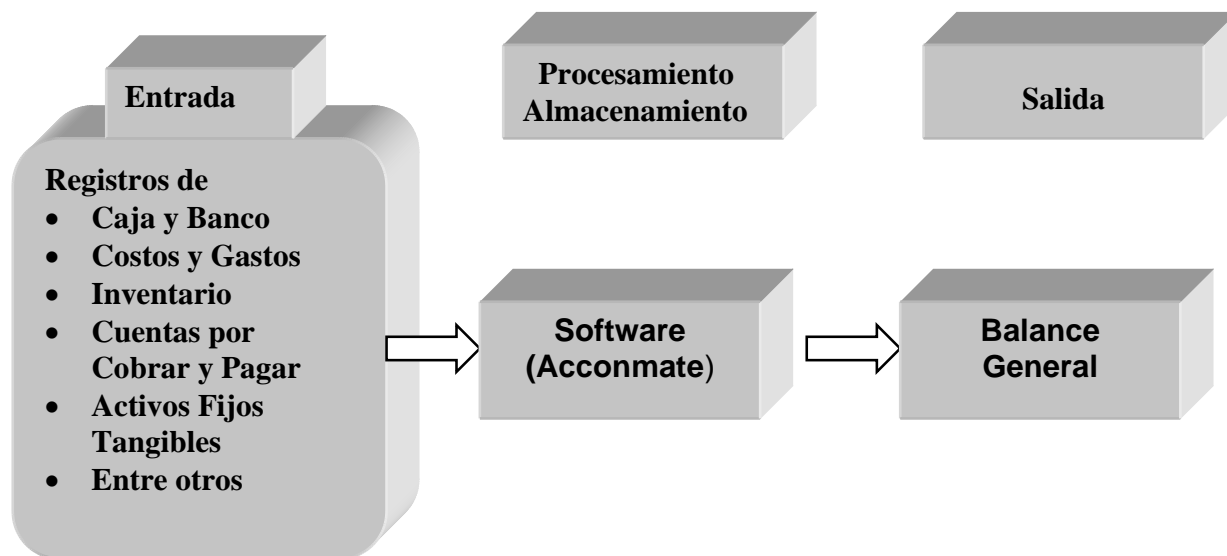 Entrada
Procesamiento
Almacenamiento
Salida
Registros de
• Caja y Banco
• Costos y Gastos
• Inventario
• Cuentas por
Cobrar y Pagar
• Activos Fijos
Tangibles
• Entre otros
Software
(Acconmate)
Balance
General